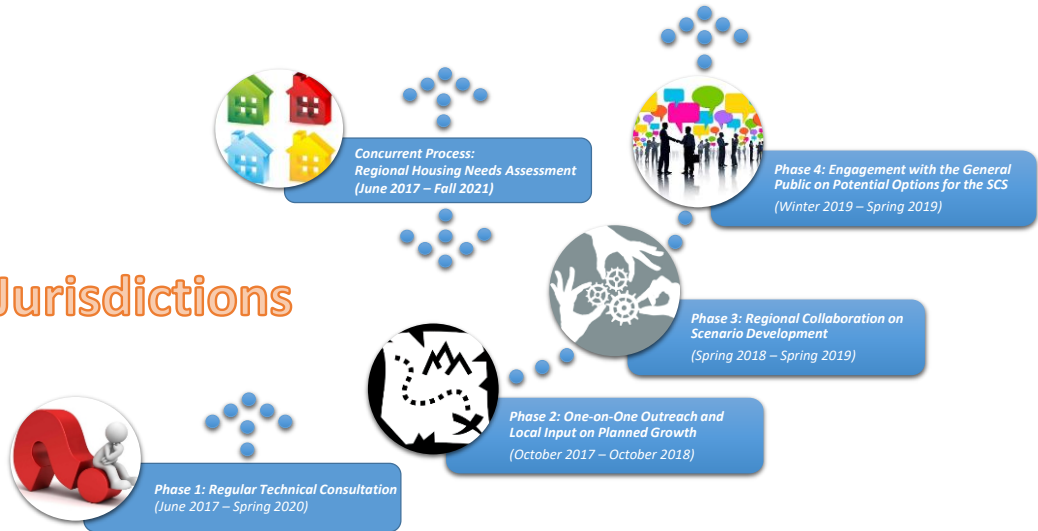 Concurrent Process:
Regional Housing Needs Assessment
(June 2017 – Fall 2021)
Phase 4: Engagement with the General
Public on Potential Options for the SCS
(Winter 2019 – Spring 2019)
Jurisdictions
Phase 3: Regional Collaboration on
Scenario Development
(Spring 2018 – Spring 2019)
Phase 2: One-on-One Outreach and
Local Input on Planned Growth
(October 2017 – October 2018)
Phase 1: Regular Technical Consultation
(June 2017 – Spring 2020)